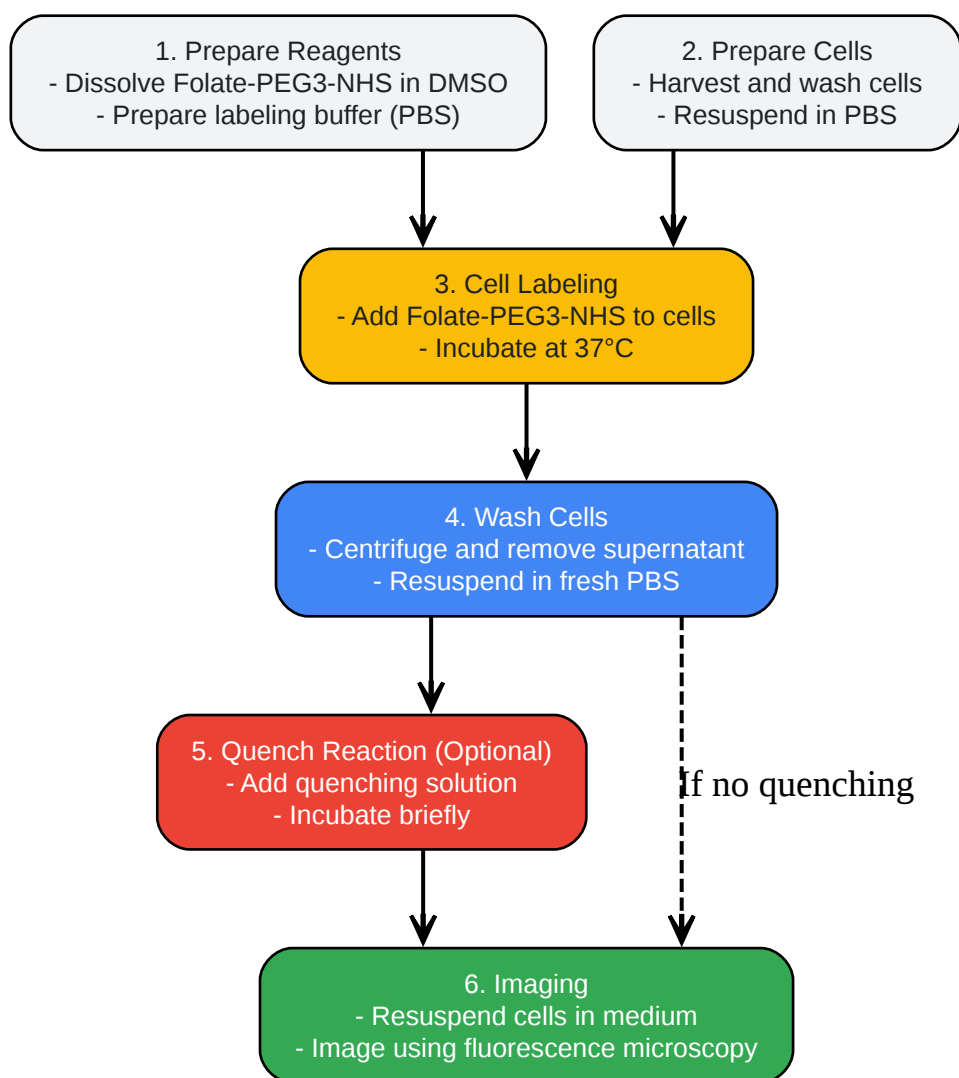 1. Prepare Reagents
- Dissolve Folate-PEG3-NHS in DMSO
- Prepare labeling buffer (PBS)
2. Prepare Cells
- Harvest and wash cells
- Resuspend in PBS
3. Cell Labeling
- Add Folate-PEG3-NHS to cells
- Incubate at 37°C
4. Wash Cells
- Centrifuge and remove supernatant
- Resuspend in fresh PBS
5. Quench Reaction (Optional)
- Add quenching solution
- Incubate briefly
If no quenching
6. Imaging
- Resuspend cells in medium
- Image using fluorescence microscopy